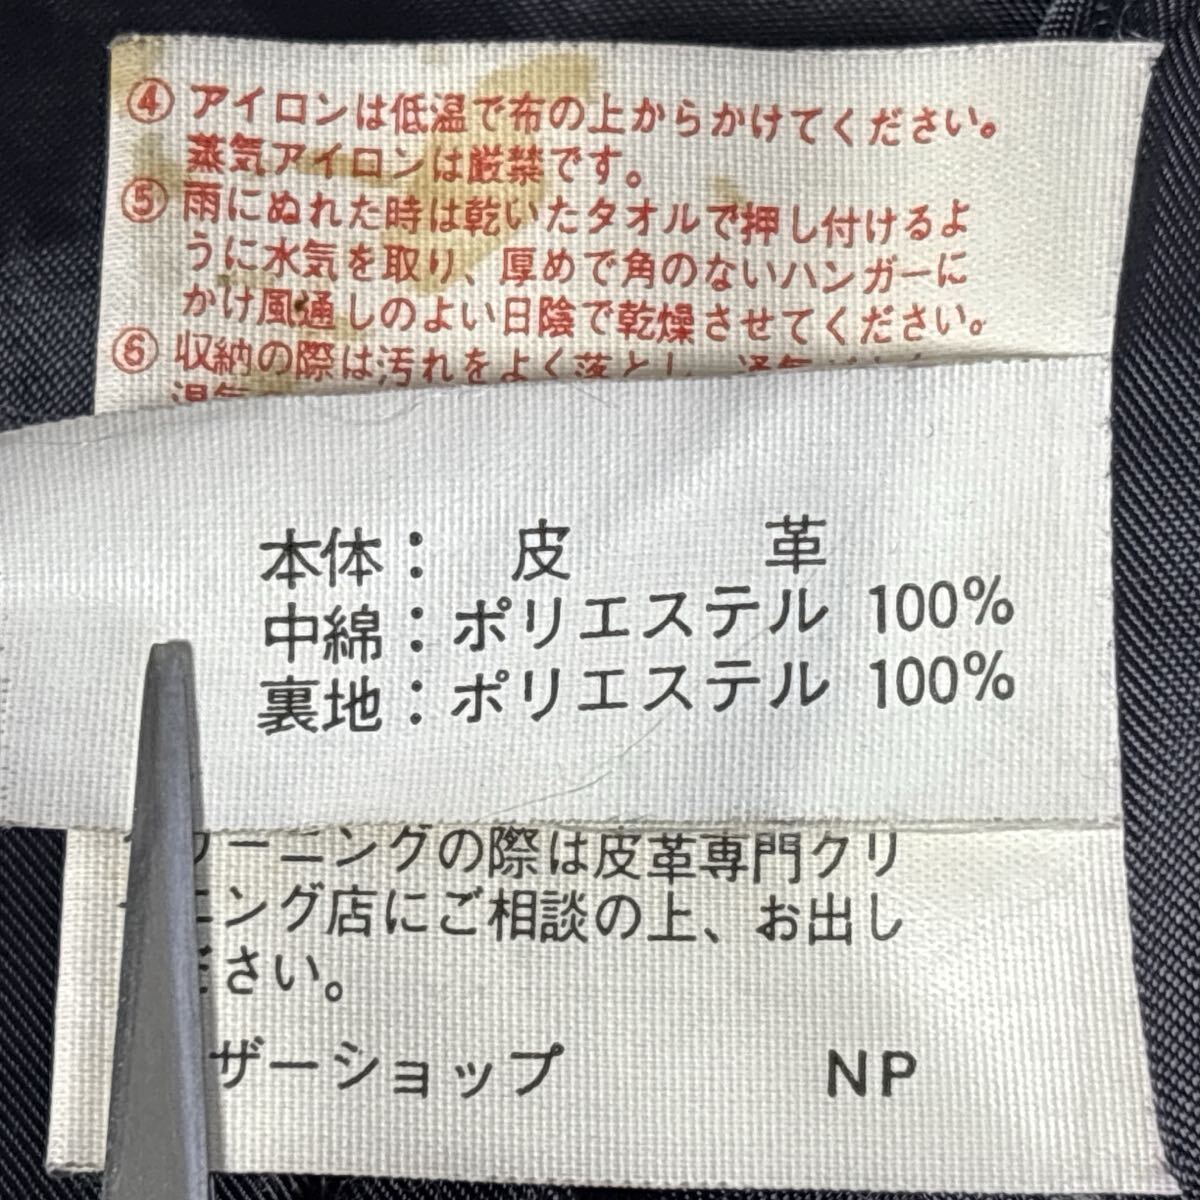 ④ アイロンは低温で布の上からかけてください。
蒸気アイロンは厳禁です。
⑤ 雨にぬれた時は乾いたタオルで押し付けるよ
うに水気を取り、厚めで角のないハンガーに
かけ風通しのよい日陰で乾燥させてください。
⑥ 収納の際は汚れをよく落とし、通気
湿気
本体： 皮 革
中綿：ポリエステル 100%
裏地：ポリエステル 100%
ーニングの際は皮革専門クリ
ニング店にご相談の上、お出し
ださい。
ザーショップ NP